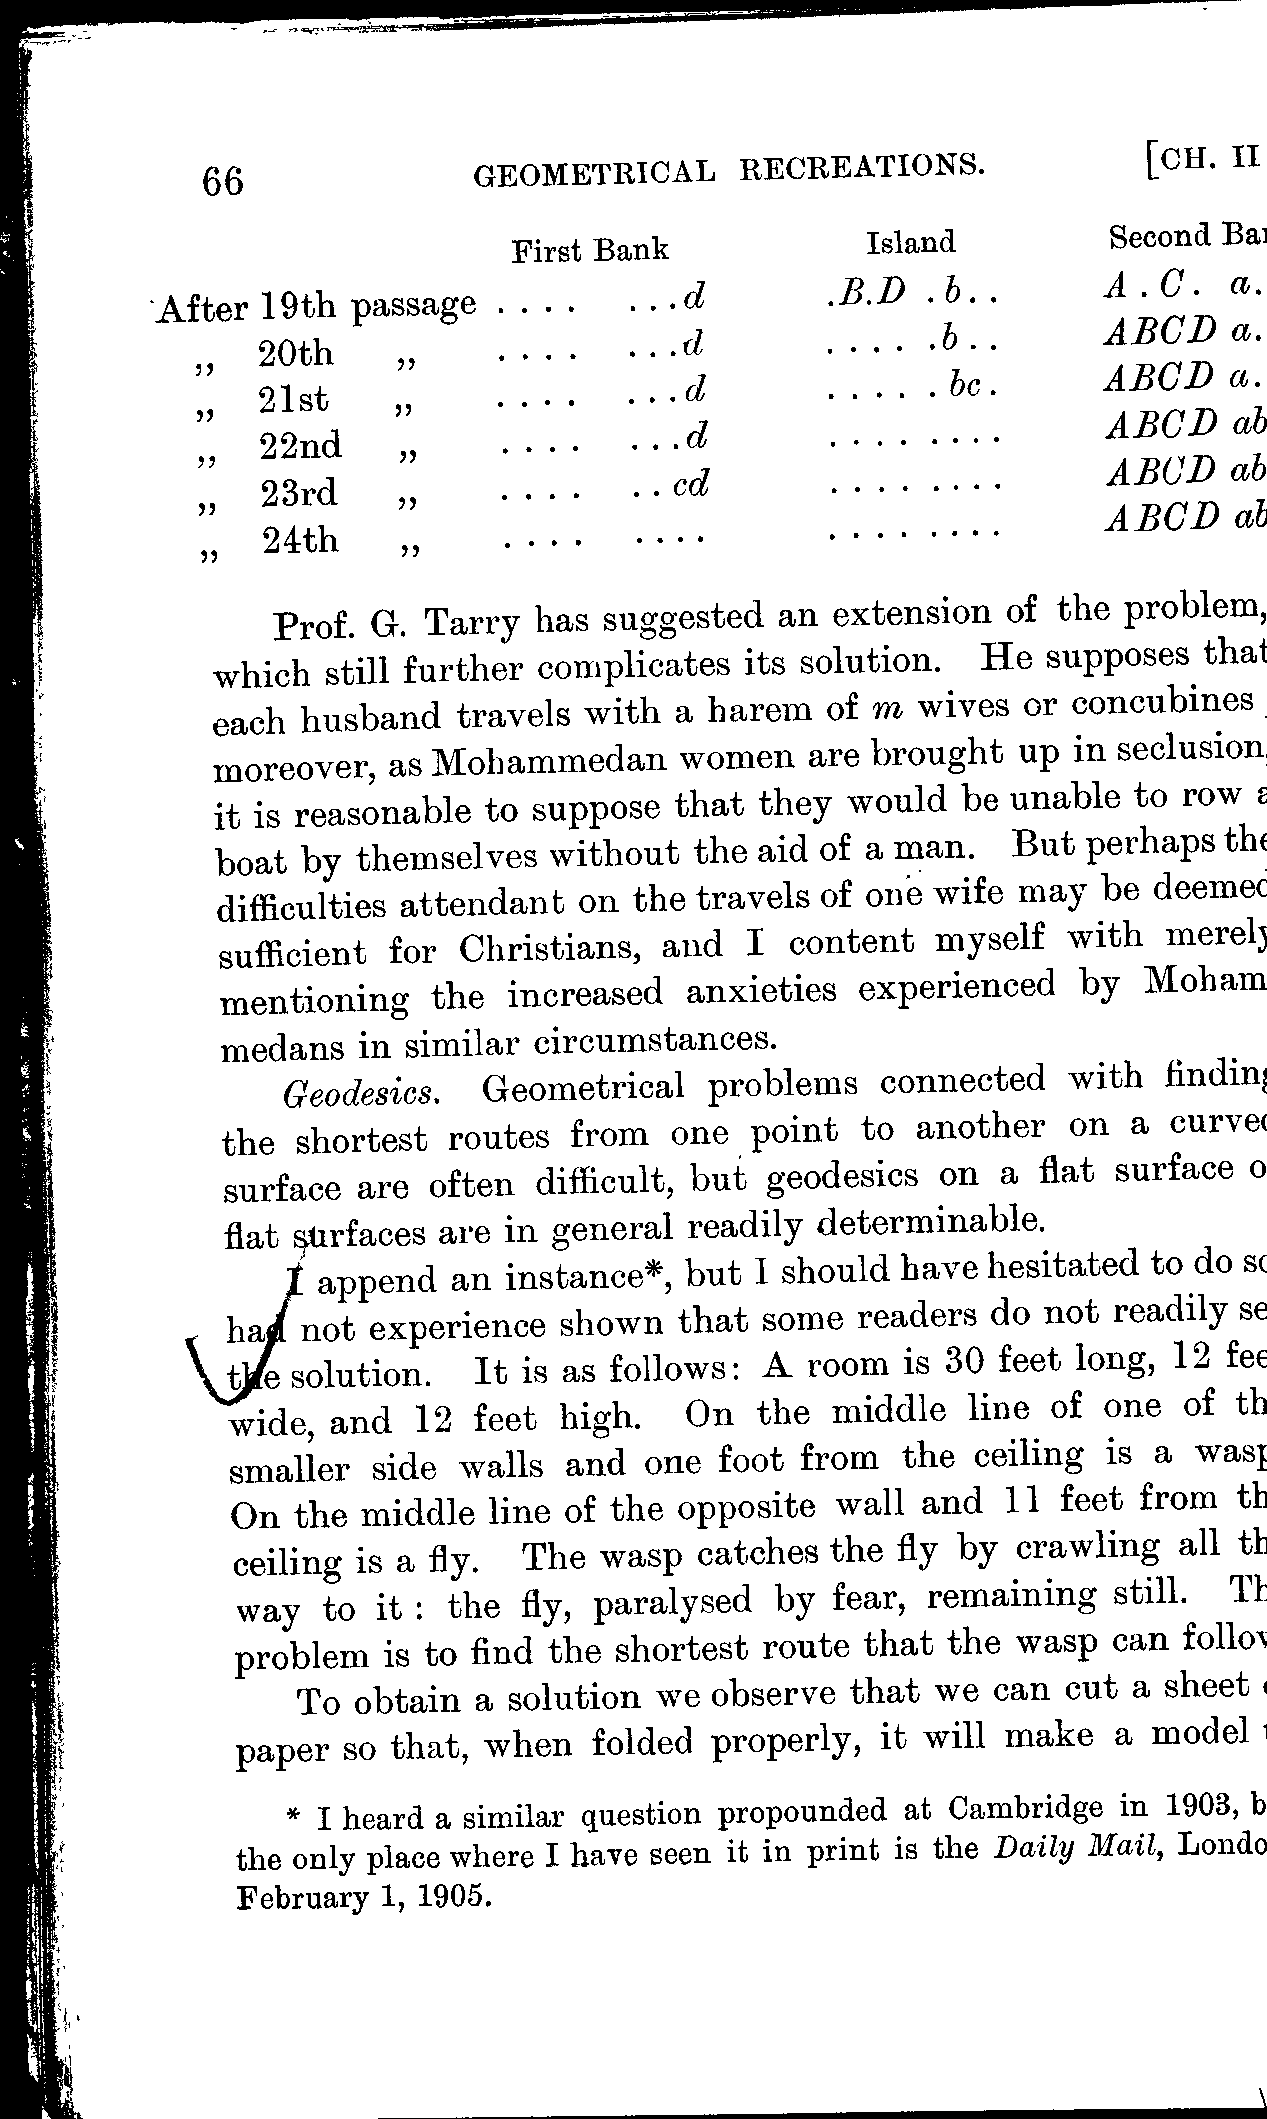 66 GEOMETRICAL RECREATIONS. [CH. II
First Bank Island Second
After 19th passage . . . . . . . d .B.D .b. . A . C . a.
„ 20th „ . . . . . . . d . . . . . b . . ABCD a.
„ 21st „ . . . . . . . d . . . . . bc . ABCD a.
„ 22nd „ . . . . . . . d . . . . . . . . ABCD ab
„ 23rd „ . . . . . . cd . . . . . . . . ABCD ab
„ 24th „ . . . . . . . . . . . . . . . . ABCD ab
Prof. G. Tarry has suggested an extension of the problem,
which still further complicates its solution. He supposes that
each husband travels with a harem of m wives or concubines
moreover, as Mohammedan women are brought up in seclusion,
it is reasonable to suppose that they would be unable to row
boat by themselves without the aid of a man. But perhaps the
difficulties attendant on the travels of one wife may be deemed
sufficient for Christians, and I content myself with merely
mentioning the increased anxieties experienced by Moham
medans in similar circumstances.
Geodesics. Geometrical problems connected with finding
the shortest routes from one point to another on a curved
surface are often difficult, but geodesics on a flat surface o
flat surfaces are in general readily determinable.
I append an instance*, but I should have hesitated to do so
had not experience shown that some readers do not readily se
the solution. It is as follows: A room is 30 feet long, 12 fee
wide, and 12 feet high. On the middle line of one of th
smaller side walls and one foot from the ceiling is a wasp
On the middle line of the opposite wall and 11 feet from th
ceiling is a fly. The wasp catches the fly by crawling all th
way to it : the fly, paralysed by fear, remaining still. Th
problem is to find the shortest route that the wasp can follow
To obtain a solution we observe that we can cut a sheet
paper so that, when folded properly, it will make a model
* I heard a similar question propounded at Cambridge in 1903, b
the only place where I have seen it in print is the Daily Mail, Londo
February 1, 1905.